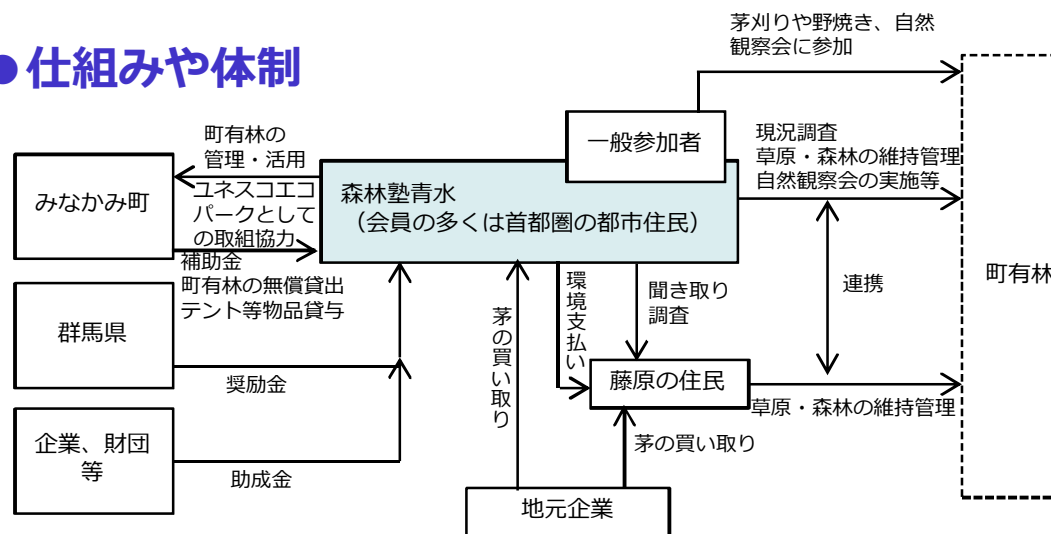 ●仕組みや体制
茅刈りや野焼き、自然
観察会に参加
一般参加者
町有林の
管理・活用
みなかみ町
ユネスコエコ
パークとして
の取組協力
補助金
町有林の無償貸出
テント等物品貸与
森林塾青水
（会員の多くは首都圏の都市住民）
現況調査
草原・森林の維持管理
自然観察会の実施等
町有林
連携
群馬県
奨励金
企業、財団
等
助成金
茅の買い取り
環境支払い
聞き取り
調査
藤原の住民
草原・森林の維持管理
茅の買い取り
地元企業